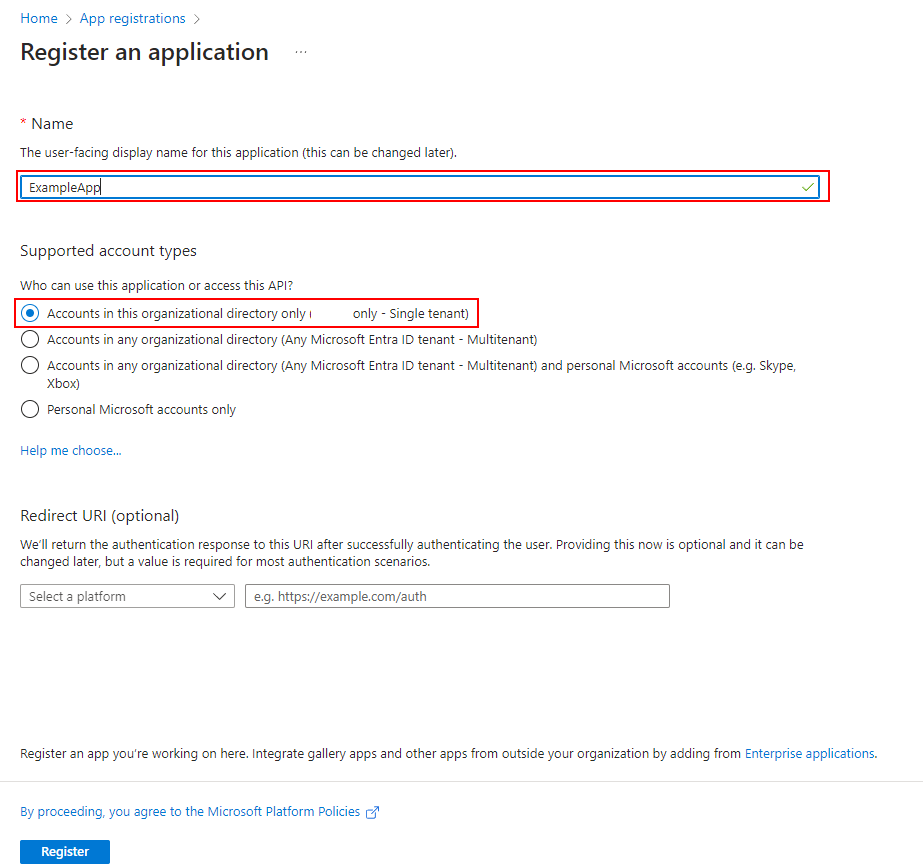 Home > App registrations >
Register an application ...
* Name
The user-facing display name for this application (this can be changed later).
ExampleApp
Supported account types
Who can use this application or access this API?
Accounts in this organizational directory only ( only - Single tenant)
Accounts in any organizational directory (Any Microsoft Entra ID tenant - Multitenant)
Accounts in any organizational directory (Any Microsoft Entra ID tenant - Multitenant) and personal Microsoft accounts (e.g. Skype,
Xbox)
Personal Microsoft accounts only
Help me choose...
Redirect URI (optional)
We'll return the authentication response to this URI after successfully authenticating the user. Providing this now is optional and it can be
changed later, but a value is required for most authentication scenarios.
Select a platform e.g. https://example.com/auth
Register an app you're working on here. Integrate gallery apps and other apps from outside your organization by adding from Enterprise applications.
By proceeding, you agree to the Microsoft Platform Policies
Register